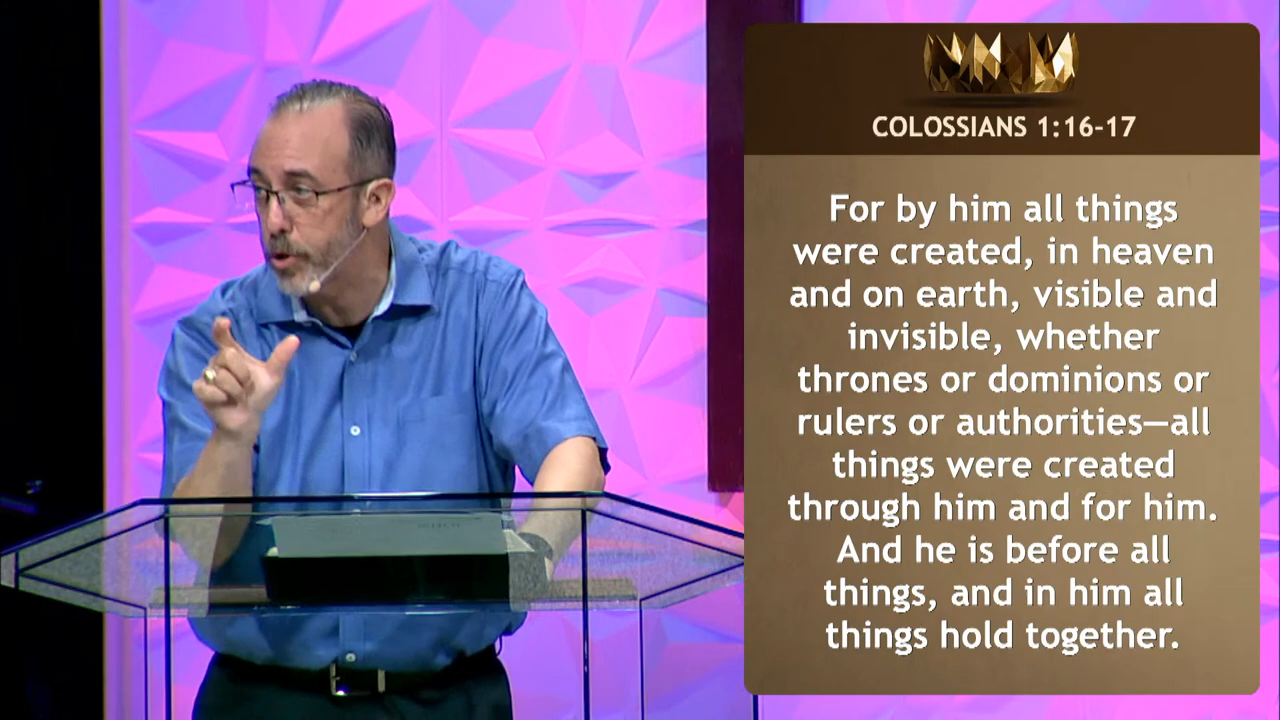 COLOSSIANS 1:16-17
For by him all things
were created, in heaven
and on earth, visible and
invisible, whether
thrones or dominions or
rulers or authorities—all
things were created
through him and for him.
And he is before all
things, and in him all
things hold together.